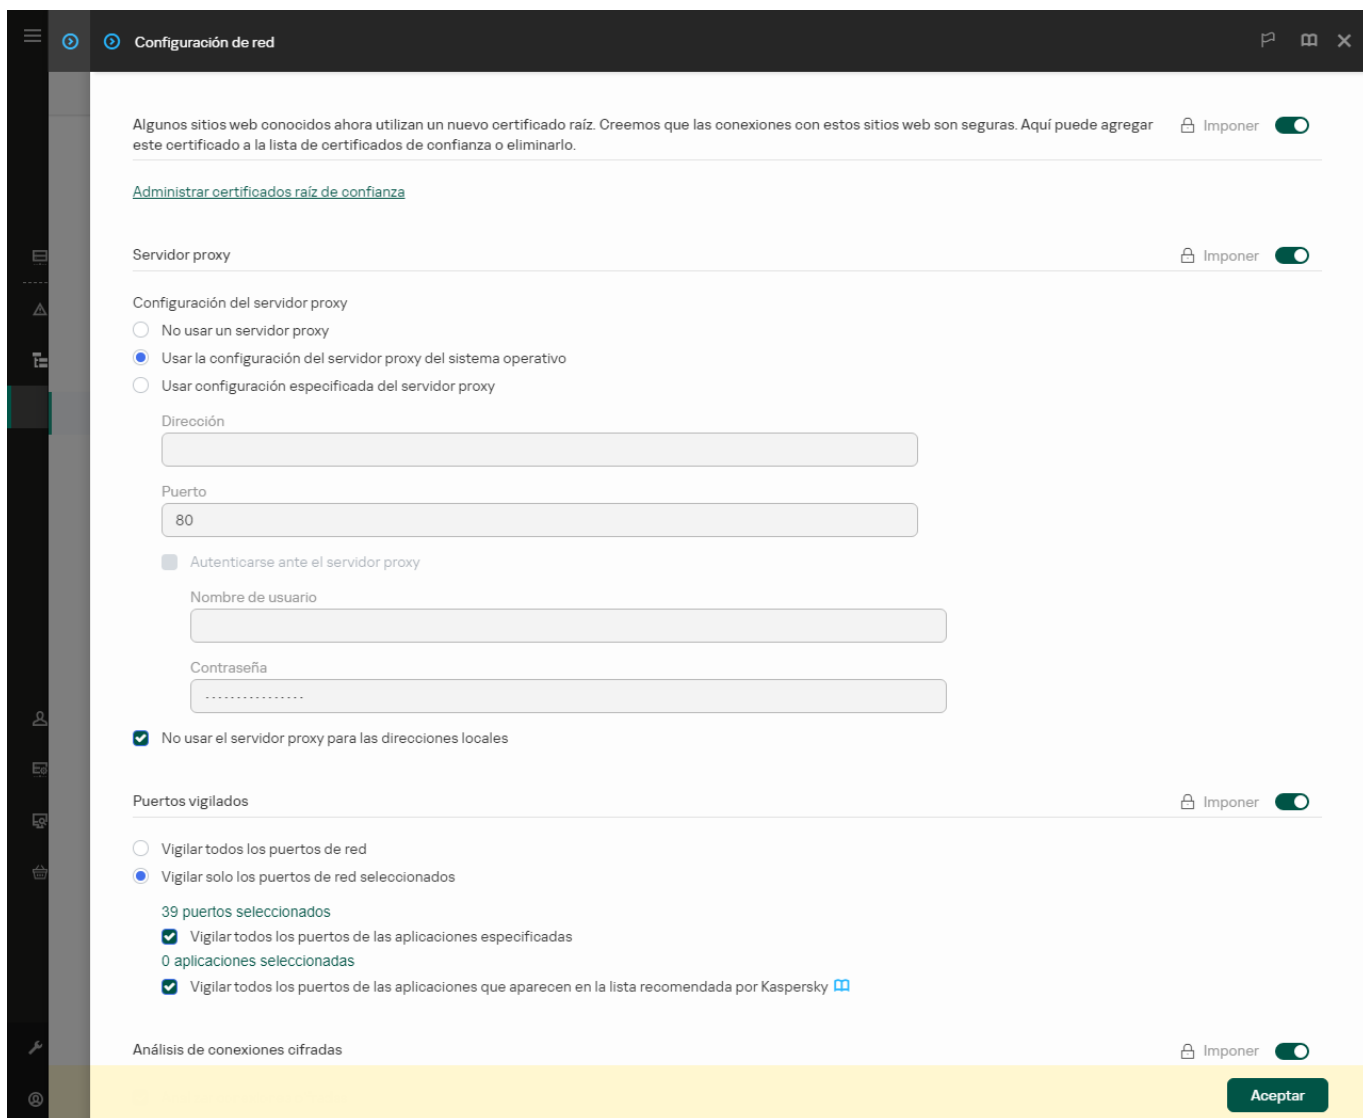 Configuración de red
Algunos sitios web conocidos ahora utilizan un nuevo certificado raíz. Creemos que las conexiones con estos sitios web son seguras. Aquí puede agregar
este certificado a la lista de certificados de confianza o eliminarlo.
Imponer
Administrar certificados raíz de confianza
Servidor proxy
Imponer
Configuración del servidor proxy
No usar un servidor proxy
Usar la configuración del servidor proxy del sistema operativo
Usar configuración especificada del servidor proxy
Dirección
Puerto
80
Autenticarse ante el servidor proxy
Nombre de usuario
Contraseña
No usar el servidor proxy para las direcciones locales
Puertos vigilados
Imponer
Vigilar todos los puertos de red
Vigilar solo los puertos de red seleccionados
39 puertos seleccionados
Vigilar todos los puertos de las aplicaciones especificadas
0 aplicaciones seleccionadas
Vigilar todos los puertos de las aplicaciones que aparecen en la lista recomendada por Kaspersky
Análisis de conexiones cifradas
Imponer
Aceptar